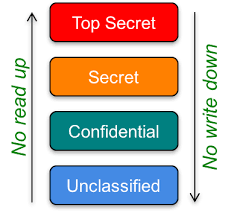 Top Secret
Secret
Confidential
Unclassified
No read up
No write down